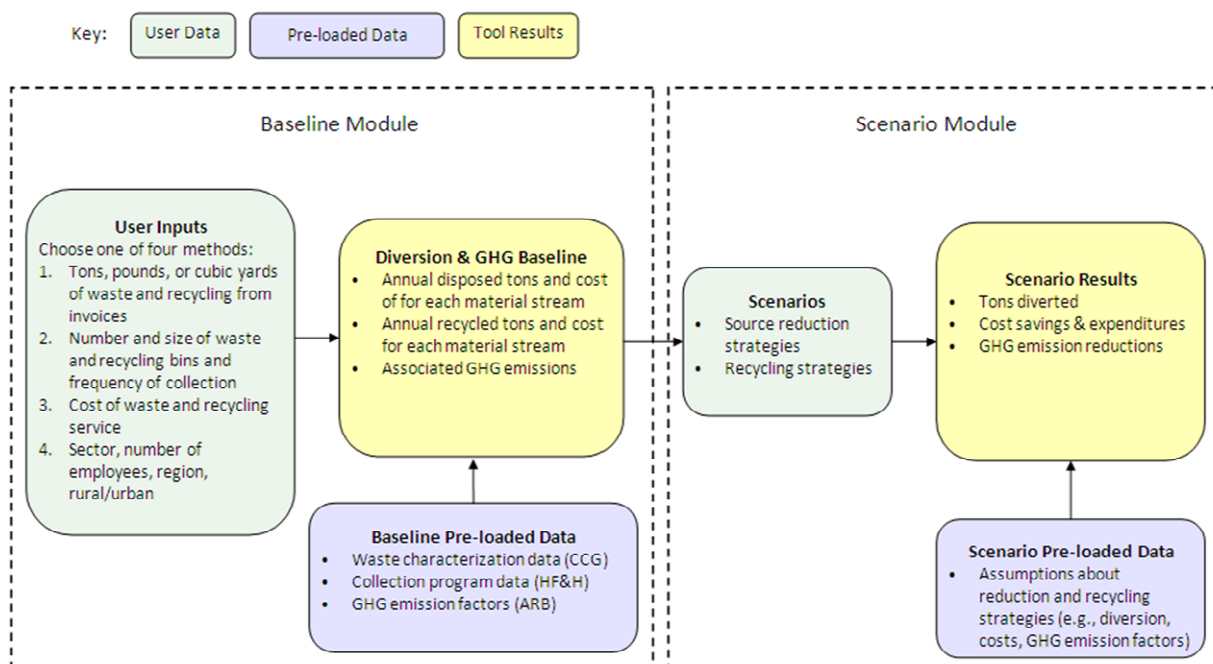 Key:
User Data
Pre-loaded Data
Tool Results
Baseline Module
User Inputs
Choose one of four methods:
1. Tons, pounds, or cubic yards
of waste and recycling from
invoices
2. Number and size of waste
and recycling bins and
frequency of collection
3. Cost of waste and recycling
service
4. Sector, number of
employees, region,
rural/urban
Diversion & GHG Baseline
• Annual disposed tons and cost
of for each material stream
• Annual recycled tons and cost
for each material stream
• Associated GHG emissions
Baseline Pre-loaded Data
• Waste characterization data (CCG)
• Collection program data (HF&H)
• GHG emission factors (ARB)
Scenario Module
Scenarios
• Source reduction
strategies
• Recycling strategies
Scenario Results
• Tons diverted
• Cost savings & expenditures
• GHG emission reductions
Scenario Pre-loaded Data
• Assumptions about
reduction and recycling
strategies (e.g., diversion,
costs, GHG emission factors)